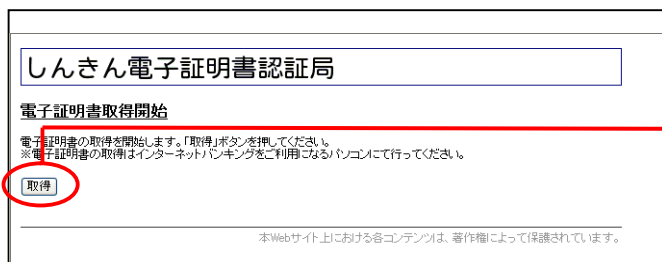 しんきん電子証明書認証局
電子証明書取得開始
電子証明書の取得を開始します。「取得」ボタンを押してください。
※電子証明書の取得はインターネットバンキングをご利用になるパソコンにて行ってください。
取得
本Webサイト上における各コンテンツは、著作権によって保護されています。